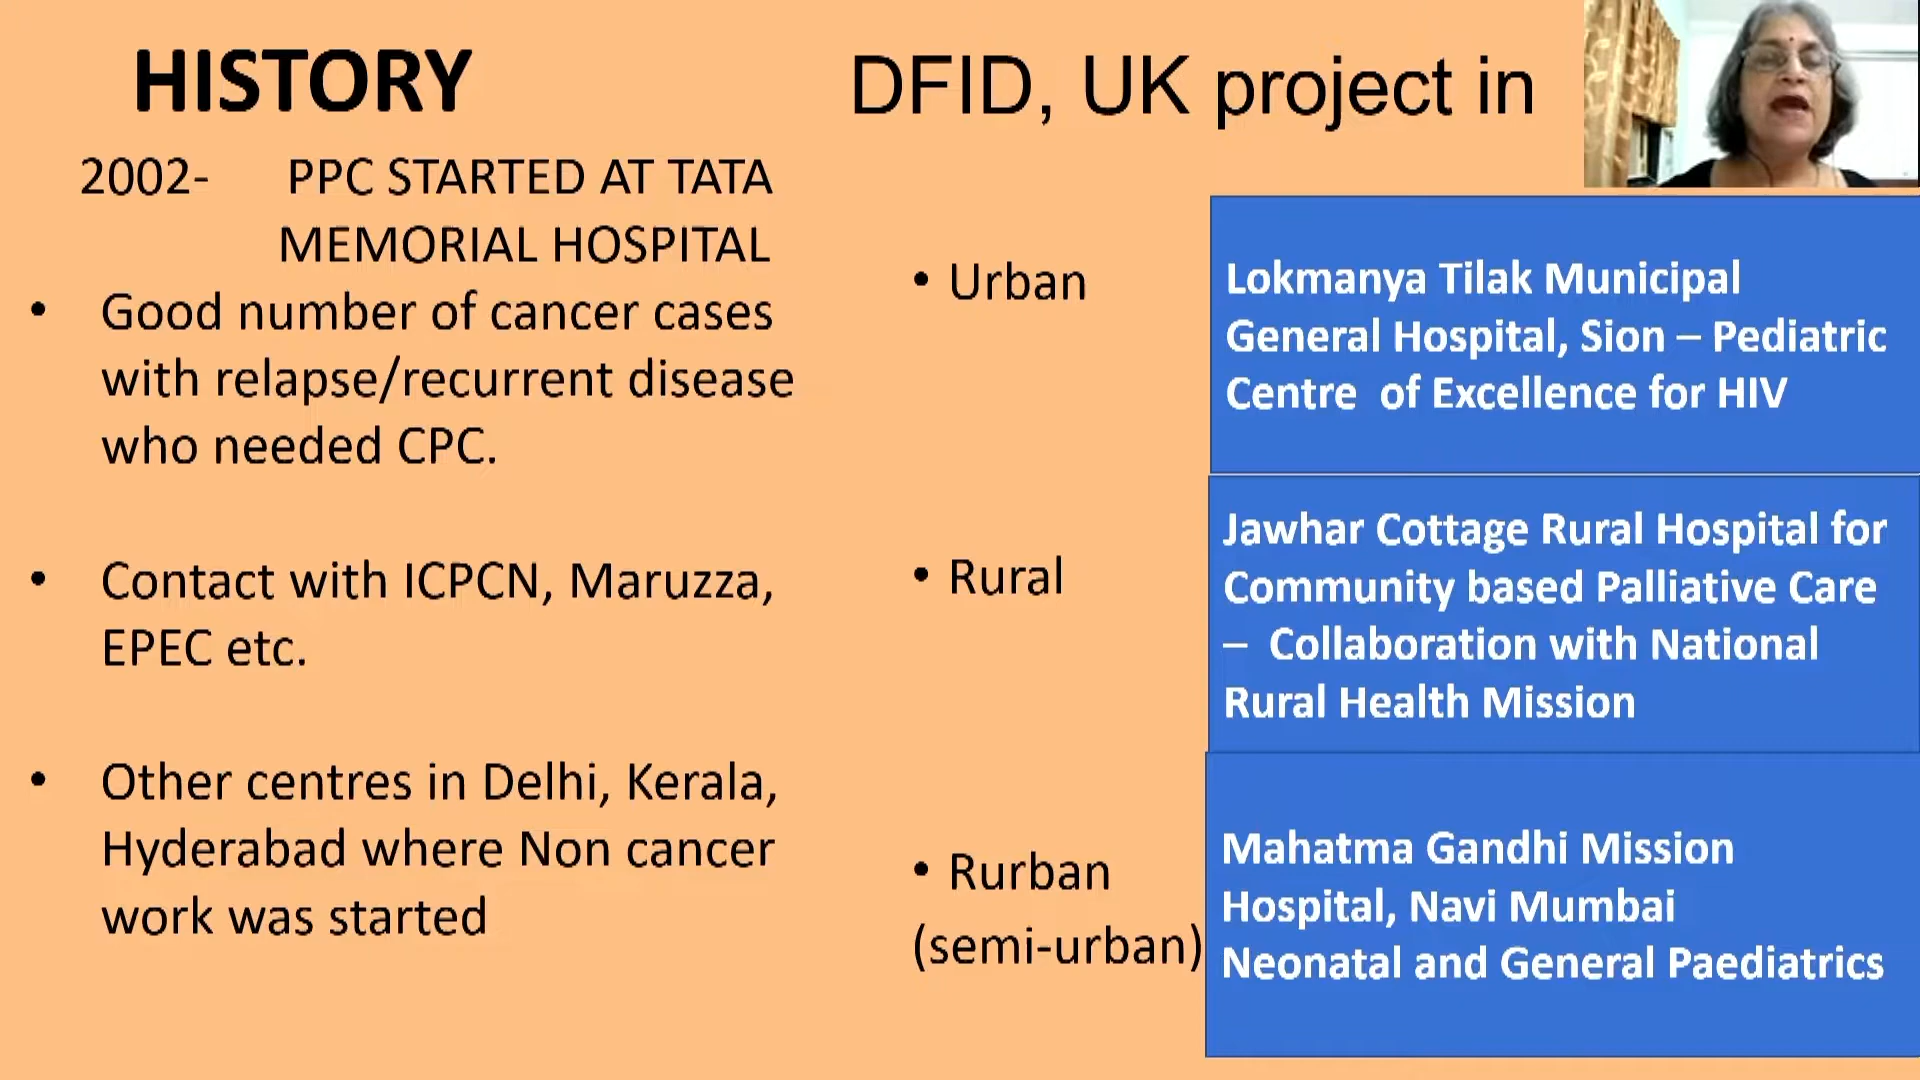 HISTORY
2002- PPC STARTED AT TATA
MEMORIAL HOSPITAL
• Good number of cancer cases
with relapse/recurrent disease
who needed CPC.
• Contact with ICPCN, Maruzza,
EPEC etc.
• Other centres in Delhi, Kerala,
Hyderabad where Non cancer
work was started
DFID, UK project in
• Urban
Lokmanya Tilak Municipal
General Hospital, Sion – Pediatric
Centre of Excellence for HIV
• Rural
Jawhar Cottage Rural Hospital for
Community based Palliative Care
– Collaboration with National
Rural Health Mission
• Rurban
(semi-urban)
Mahatma Gandhi Mission
Hospital, Navi Mumbai
Neonatal and General Paediatrics